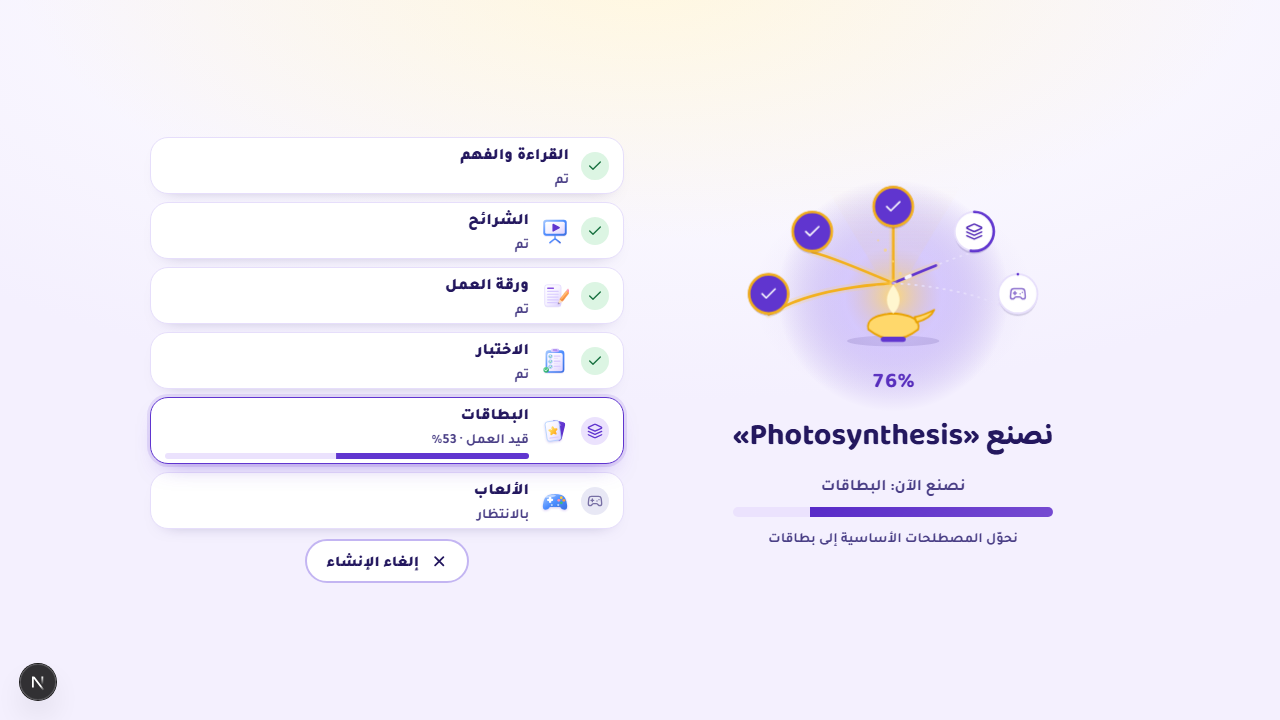 76%
نصنع «Photosynthesis»
نصنع الآن: البطاقات
نحوّل المصطلحات الأساسية إلى بطاقات
القراءة والفهم
تم
الشرائح
تم
ورقة العمل
تم
الاختبار
تم
البطاقات
قيد العمل · 53%
الألعاب
بالانتظار
إلغاء الإنشاء
N